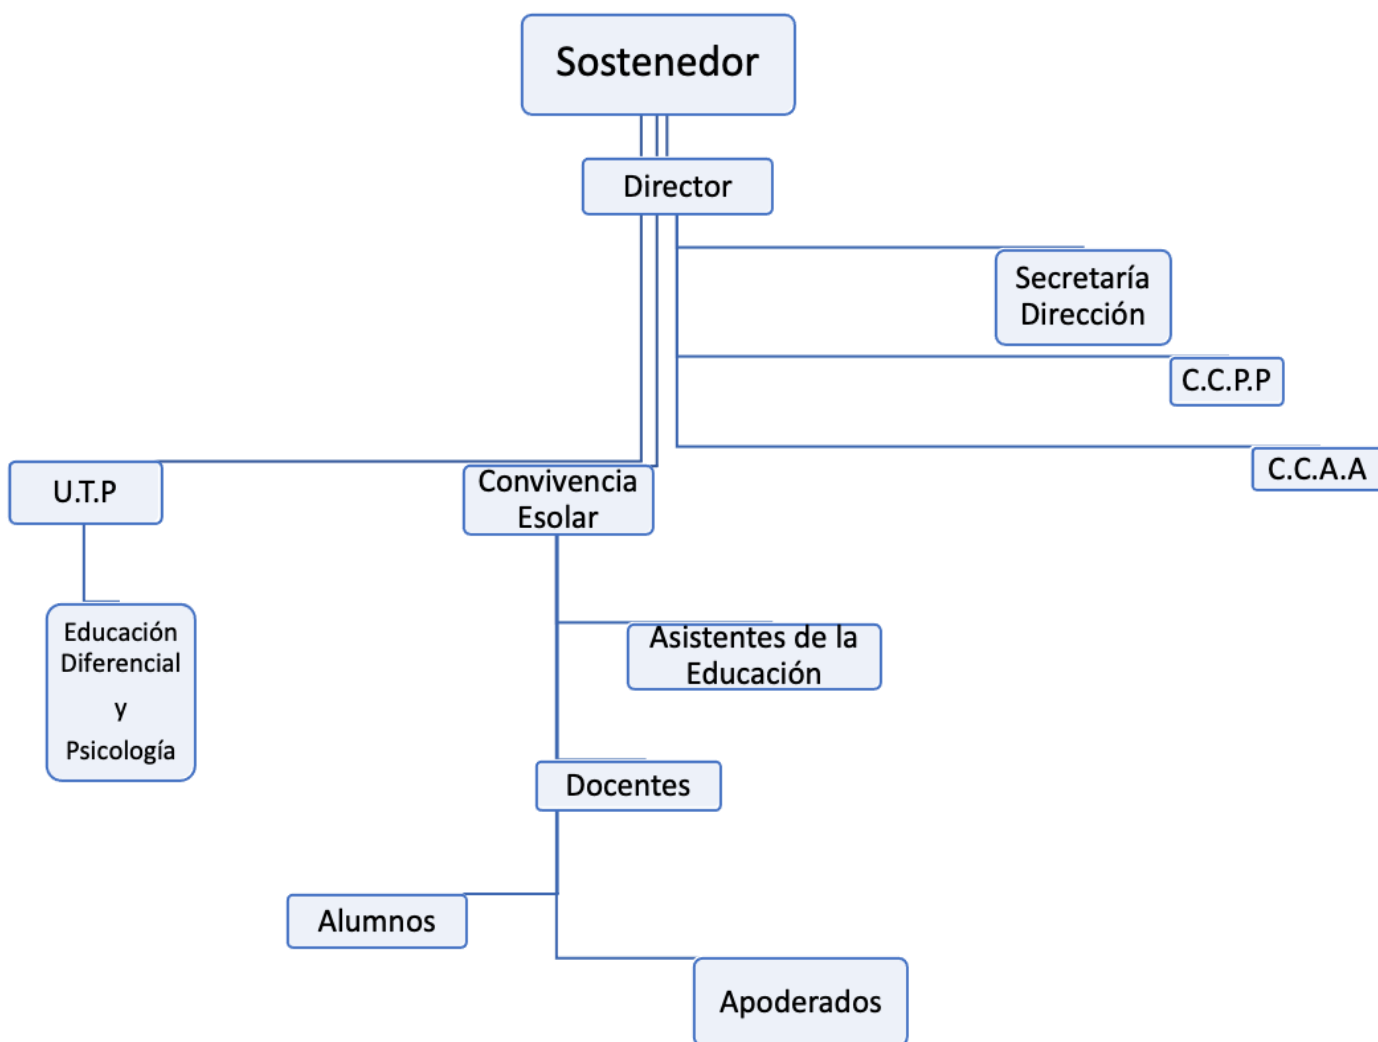 Sostenedor
Director
Secretaría
Dirección
C.C.P.P
C.C.A.A
U.T.P
Convivencia
Esolar
Educación
Diferencial
y
Psicología
Asistentes de la
Educación
Docentes
Alumnos
Apoderados